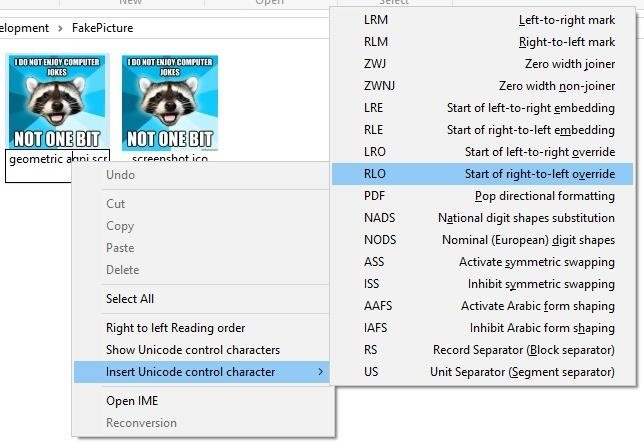 New
Open
Select
elopment > FakePicture
I DO NOT ENJOY COMPUTER
JOKES
NOT ONE BIT
I DO NOT ENJOY COMPUTER
JOKES
NOT ONE BIT
geometric agni.scr
screenshot.ico
Undo
Cut
Copy
Paste
Delete
Select All
Right to left Reading order
Show Unicode control characters
Insert Unicode control character >
Open IME
Reconversion
LRM Left-to-right mark
RLM Right-to-left mark
ZWJ Zero width joiner
ZWNJ Zero width non-joiner
LRE Start of left-to-right embedding
RLE Start of right-to-left embedding
LRO Start of left-to-right override
RLO Start of right-to-left override
PDF Pop directional formatting
NADS National digit shapes substitution
NODS Nominal (European) digit shapes
ASS Activate symmetric swapping
ISS Inhibit symmetric swapping
AAFS Activate Arabic form shaping
IAFS Inhibit Arabic form shaping
RS Record Separator (Block separator)
US Unit Separator (Segment separator)